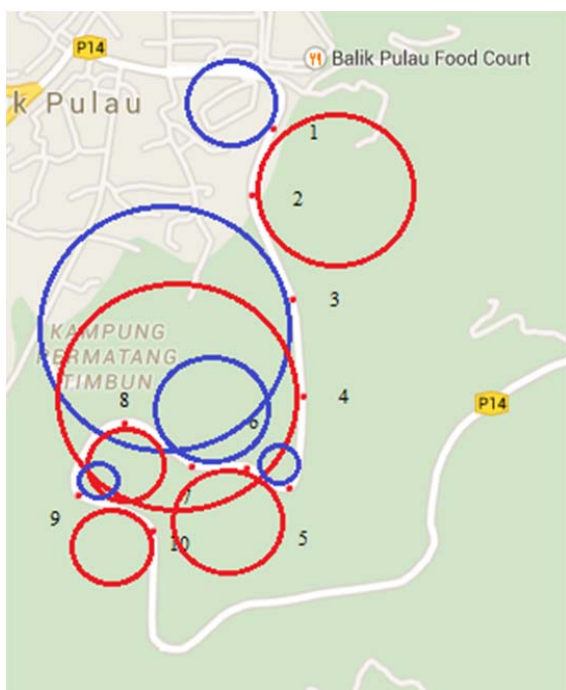 P14
Balik Pulau Food Court
k Pulau
1
2
3
KAMPUNG
PERMATANG
TIMBUN
8
4
P14
6
7
9
10
5